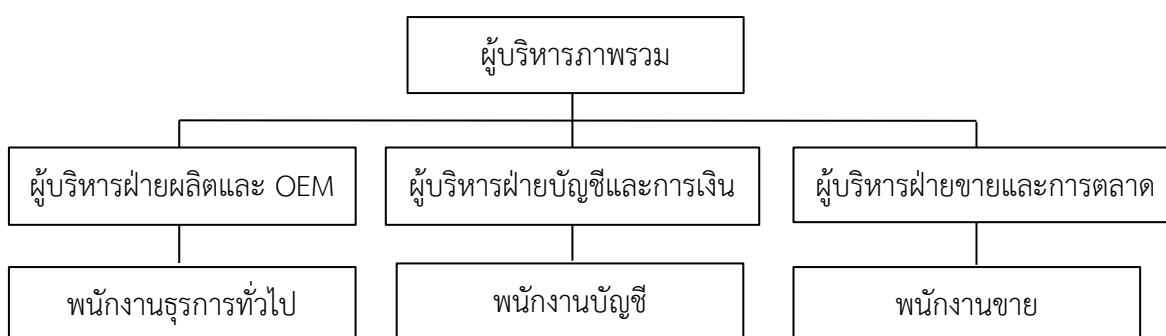 ผู้บริหารภาพรวม
ผู้บริหารฝ่ายผลิตและ OEM
ผู้บริหารฝ่ายบัญชีและการเงิน
ผู้บริหารฝ่ายขายและการตลาด
พนักงานธุรการทั่วไป
พนักงานบัญชี
พนักงานขาย